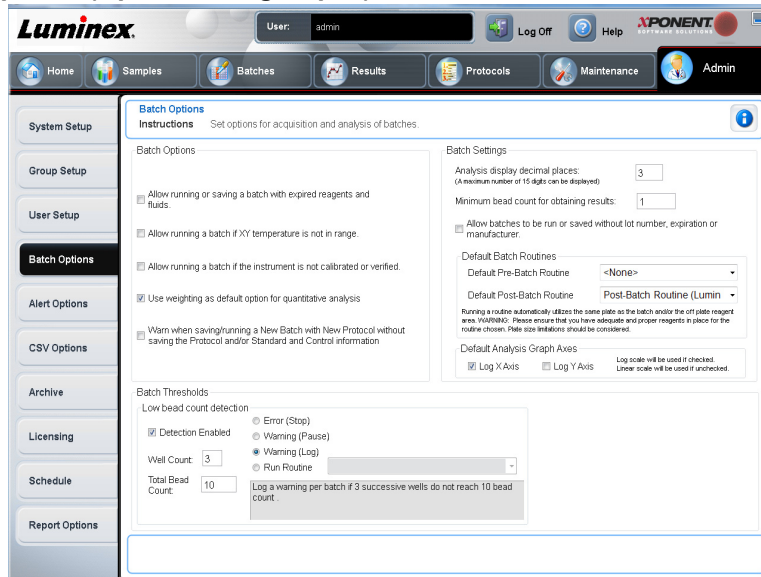 Luminex.
User: admin
Log Off
Help
XPONENT.
SOFTWARE SOLUTIONS
Home
Samples
Batches
Results
Protocols
Maintenance
Admin
System Setup
Group Setup
User Setup
Batch Options
Alert Options
CSV Options
Archive
Licensing
Schedule
Report Options
Batch Options
Instructions Set options for acquisition and analysis of batches.
Batch Options
Allow running or saving a batch with expired reagents and
fluids.
Allow running a batch if XY temperature is not in range.
Allow running a batch if the instrument is not calibrated or verified.
Use weighting as default option for quantitative analysis
Warn when saving/running a New Batch with New Protocol without
saving the Protocol and/or Standard and Control information
Batch Settings
Analysis display decimal places: 3
(A maximum number of 15 digits can be displayed)
Minimum bead count for obtaining results: 1
Allow batches to be run or saved without lot number, expiration or
manufacturer.
Default Batch Routines
Default Pre-Batch Routine <None>
Default Post-Batch Routine Post-Batch Routine (Lumin
Running a routine automatically utilizes the same plate as the batch and/or the off plate reagent
area. WARNING: Please ensure that you have adequate and proper reagents in place for the
routine chosen. Plate size limitations should be considered.
Default Analysis Graph Axes
Log X Axis Log Y Axis
Log scale will be used if checked.
Linear scale will be used if unchecked.
Batch Thresholds
Low bead count detection
Detection Enabled
Well Count: 3
Total Bead
Count: 10
Error (Stop)
Warning (Pause)
Warning (Log)
Run Routine
Log a warning per batch if 3 successive wells do not reach 10 bead
count .